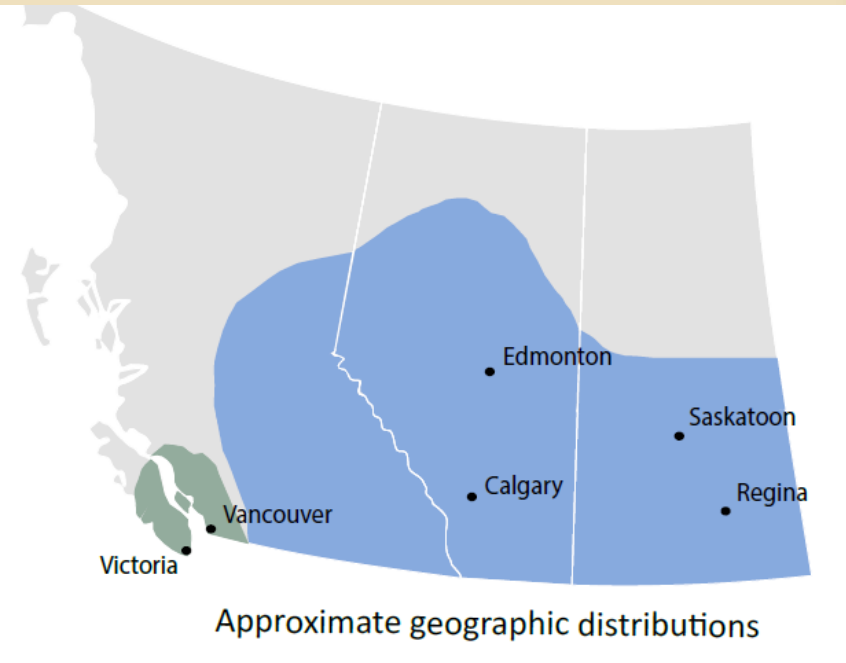 Edmonton
Saskatoon
Calgary
Regina
Vancouver
Victoria
Approximate geographic distributions